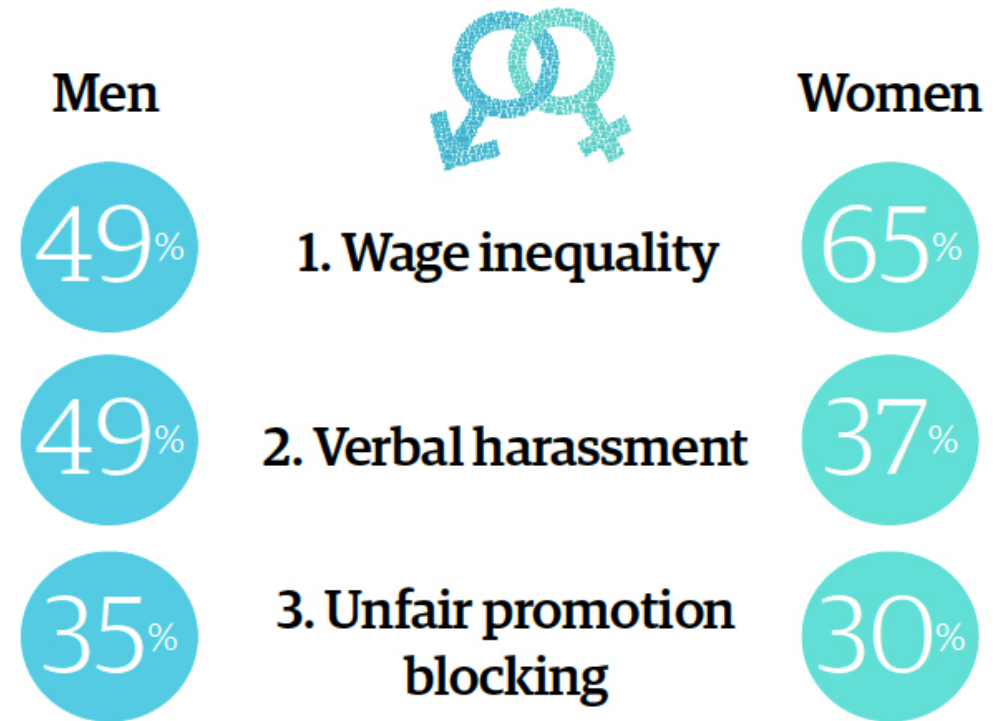 Men
Women
49%
1. Wage inequality
65%
49%
2. Verbal harassment
37%
35%
3. Unfair promotion
blocking
30%